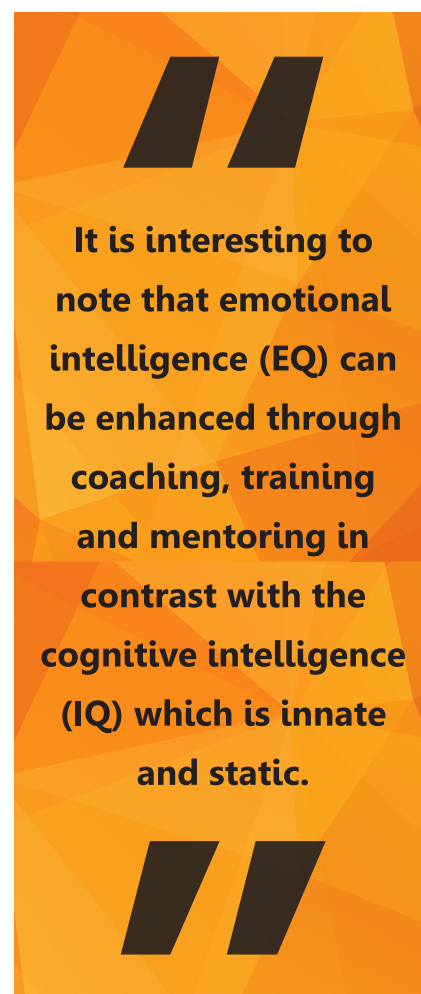 It is interesting to
note that emotional
intelligence (EQ) can
be enhanced through
coaching, training
and mentoring in
contrast with the
cognitive intelligence
(IQ) which is innate
and static.